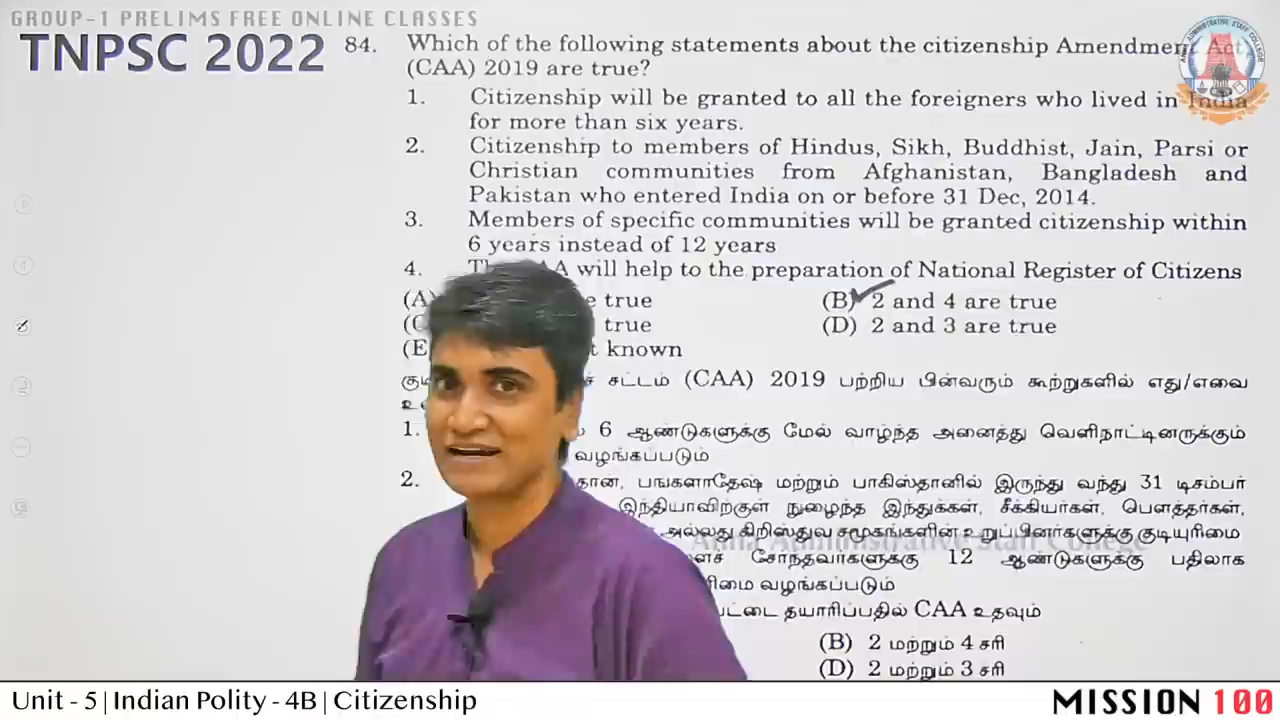 GROUP-1 PRELIMS FREE ONLINE CLASSES
TNPSC 2022
84. Which of the following statements about the citizenship Amendment Act
(CAA) 2019 are true?
1. Citizenship will be granted to all the foreigners who lived in India
for more than six years.
2. Citizenship to members of Hindus, Sikh, Buddhist, Jain, Parsi or
Christian communities from Afghanistan, Bangladesh and
Pakistan who entered India on or before 31 Dec, 2014.
3. Members of specific communities will be granted citizenship within
6 years instead of 12 years
4. will help to the preparation of National Register of Citizens
(A) true (B) 2 and 4 are true
true (D) 2 and 3 are true
known
சட்டம் (CAA) 2019 பற்றிய பின்வரும் கூற்றுகளில் எது/எவை
1. 6 ஆண்டுகளுக்கு மேல் வாழ்ந்த அனைத்து வெளிநாட்டினருக்கும்
வழங்கப்படும்
2. பங்களாதேஷ் மற்றும் பாகிஸ்தானில் இருந்து வந்து 31 டிசம்பர்
இந்தியாவிற்குள் நுழைந்த இந்துக்கள், சீக்கியர்கள், பௌத்தர்கள்,
அல்லது கிறிஸ்துவ சமூகங்களின் உறுப்பினர்களுக்கு குடியுரிமை
Anna Administrative Staff College
சேர்ந்தவர்களுக்கு 12 ஆண்டுகளுக்கு பதிலாக
வழங்கப்படும்
தயாரிப்பதில் CAA உதவும்
(B) 2 மற்றும் 4 சரி
(D) 2 மற்றும் 3 சரி
Unit - 5 | Indian Polity - 4B | Citizenship
MISSION 100